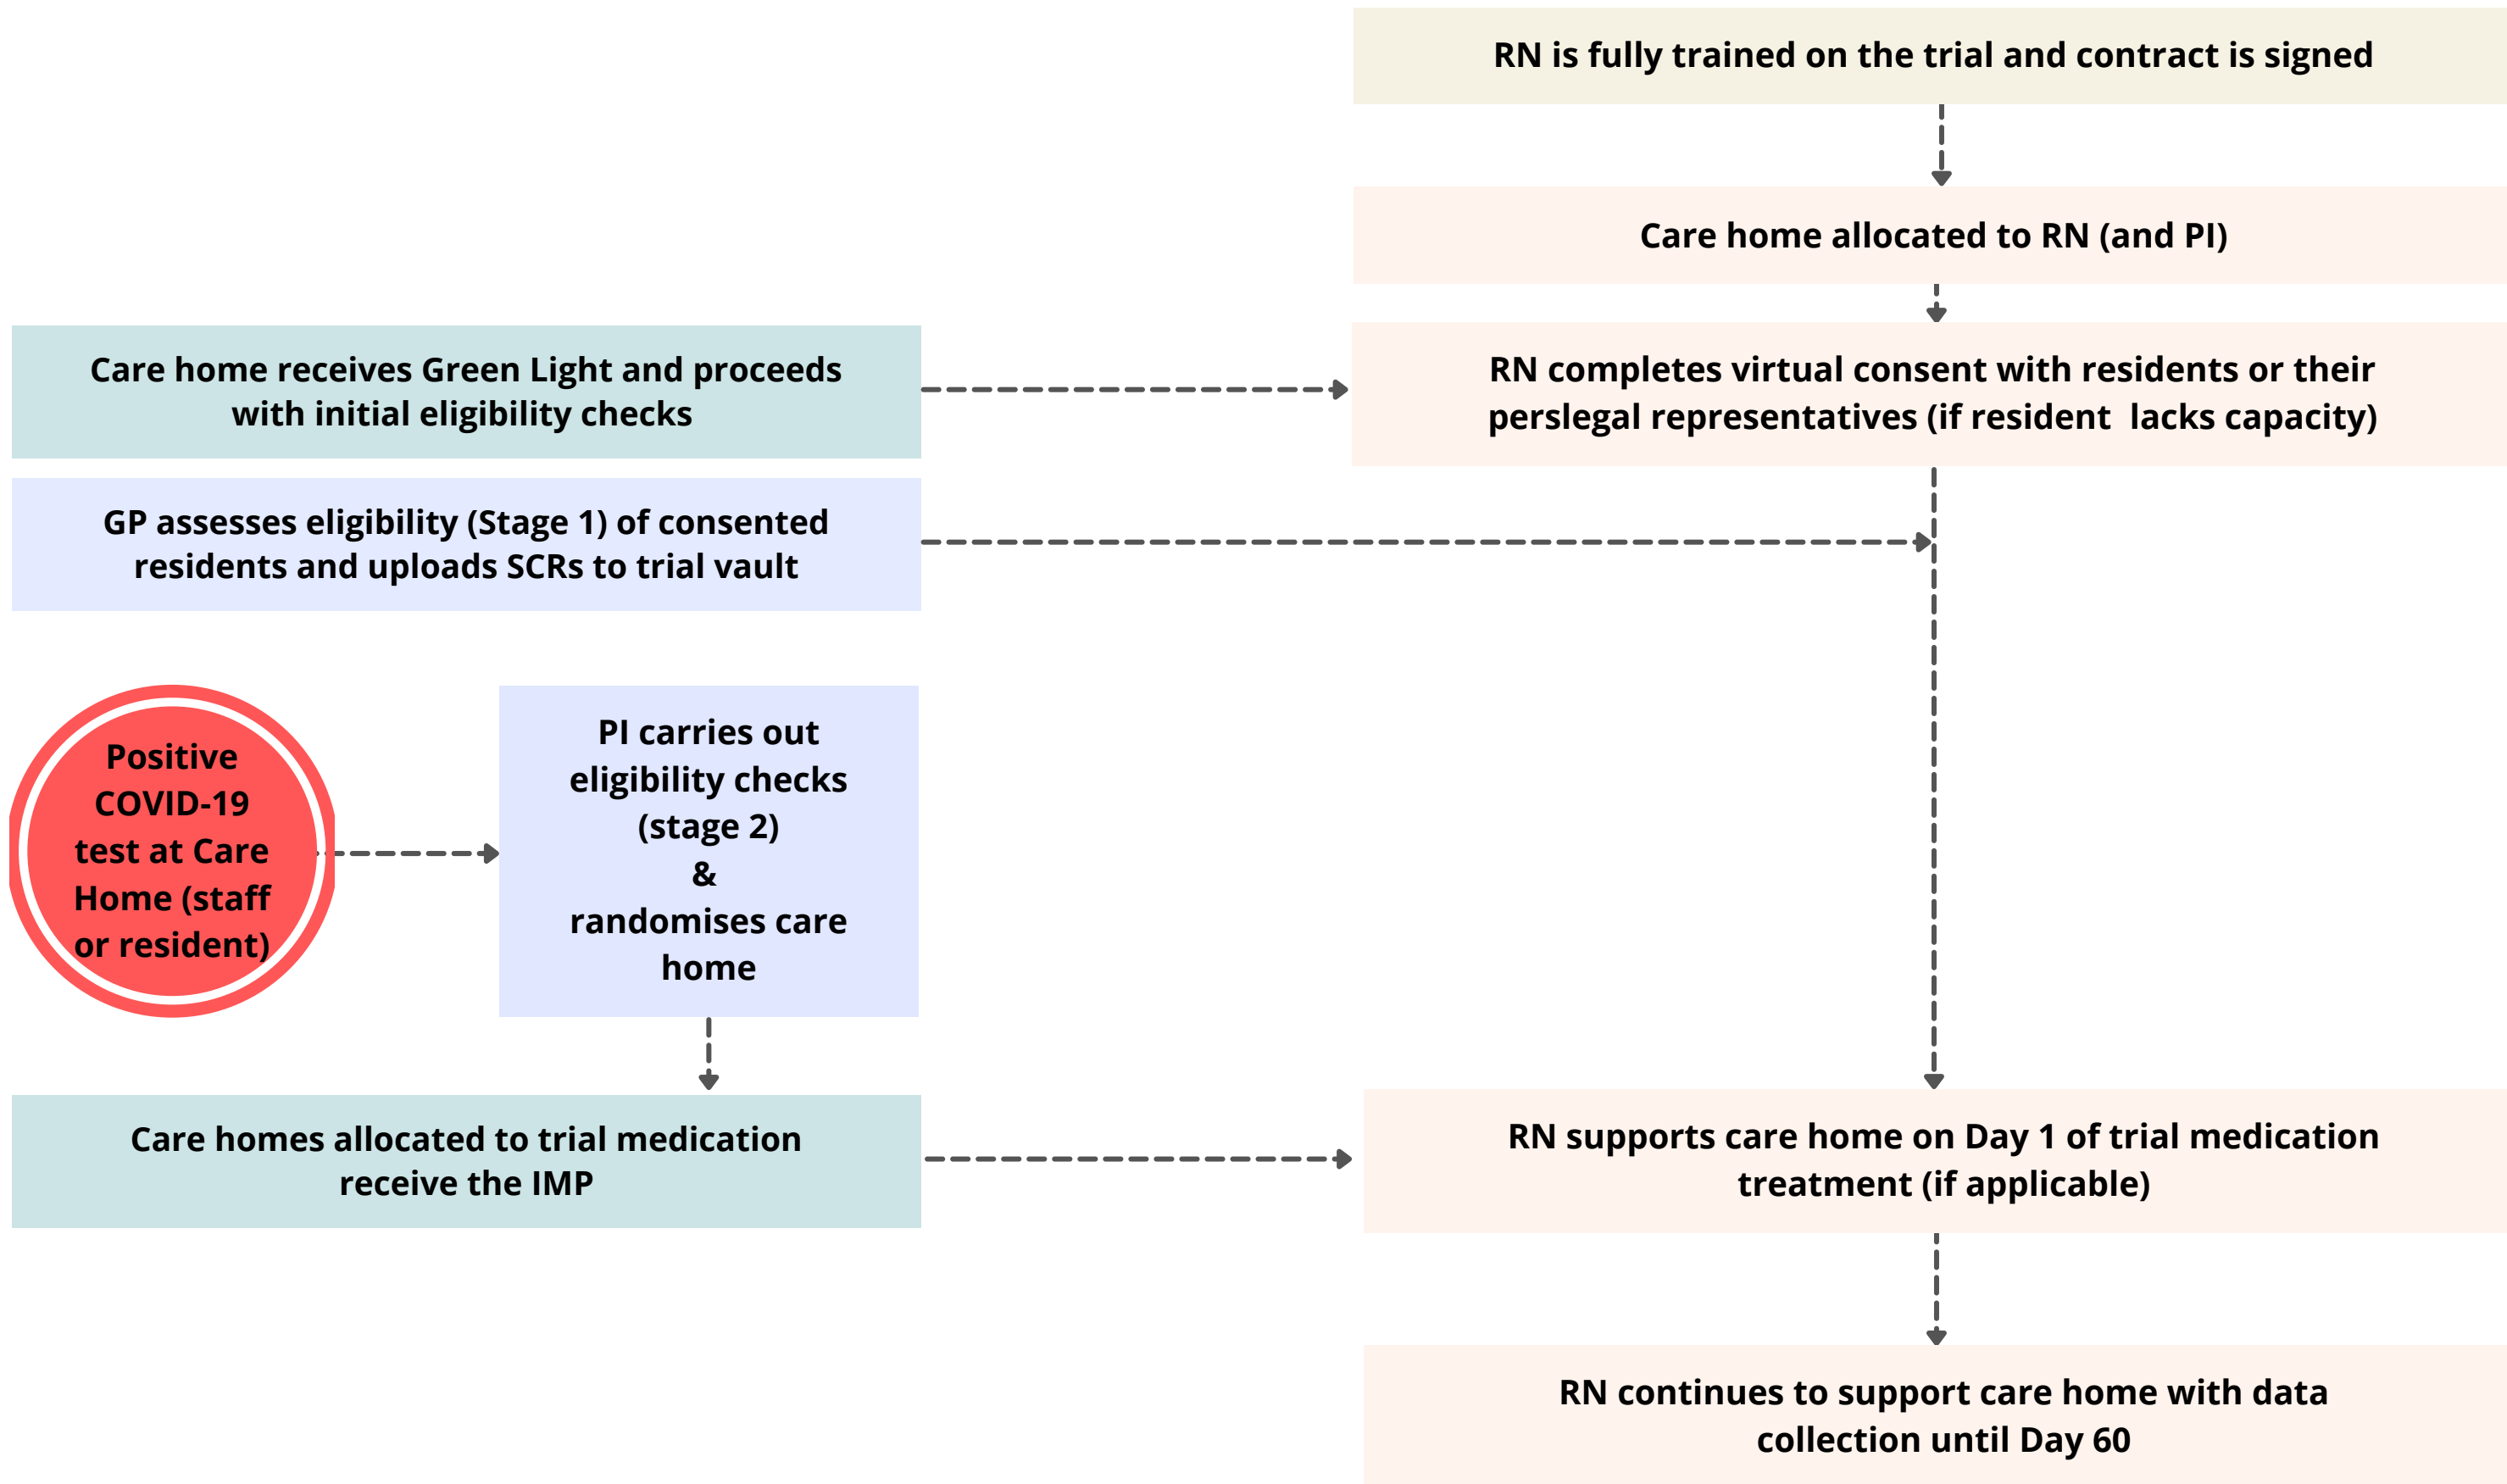 RN is fully trained on the trial and contract is signed
Care home allocated to RN (and PI)
Care home receives Green Light and proceeds
with initial eligibility checks
RN completes virtual consent with residents or their
perslegal representatives (if resident  lacks capacity)
GP assesses eligibility (Stage 1) of consented
residents and uploads SCRs to trial vault
Positive
COVID-19
test at Care
Home (staff
or resident)
PI carries out
eligibility checks
(stage 2)
&
randomises care
home
Care homes allocated to trial medication
receive the IMP
RN supports care home on Day 1 of trial medication
treatment (if applicable)
RN continues to support care home with data
collection until Day 60